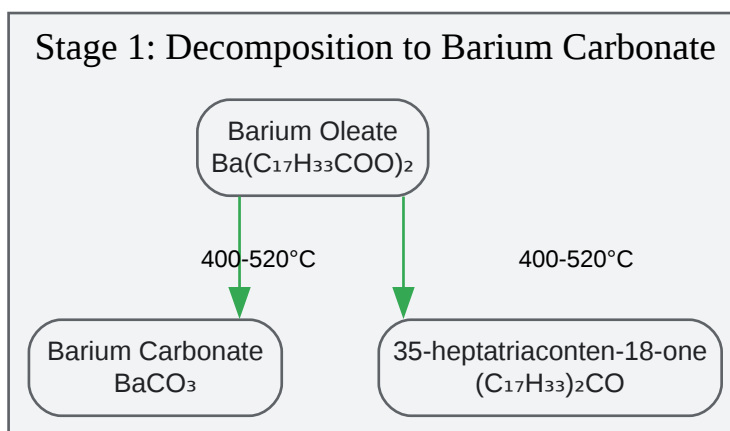 Stage 1: Decomposition to Barium Carbonate
Barium Oleate
Ba(C₁₇H₃₃COO)₂
400-520°C
400-520°C
Barium Carbonate
BaCO₃
35-heptatriaconten-18-one
(C₁₇H₃₃)₂CO